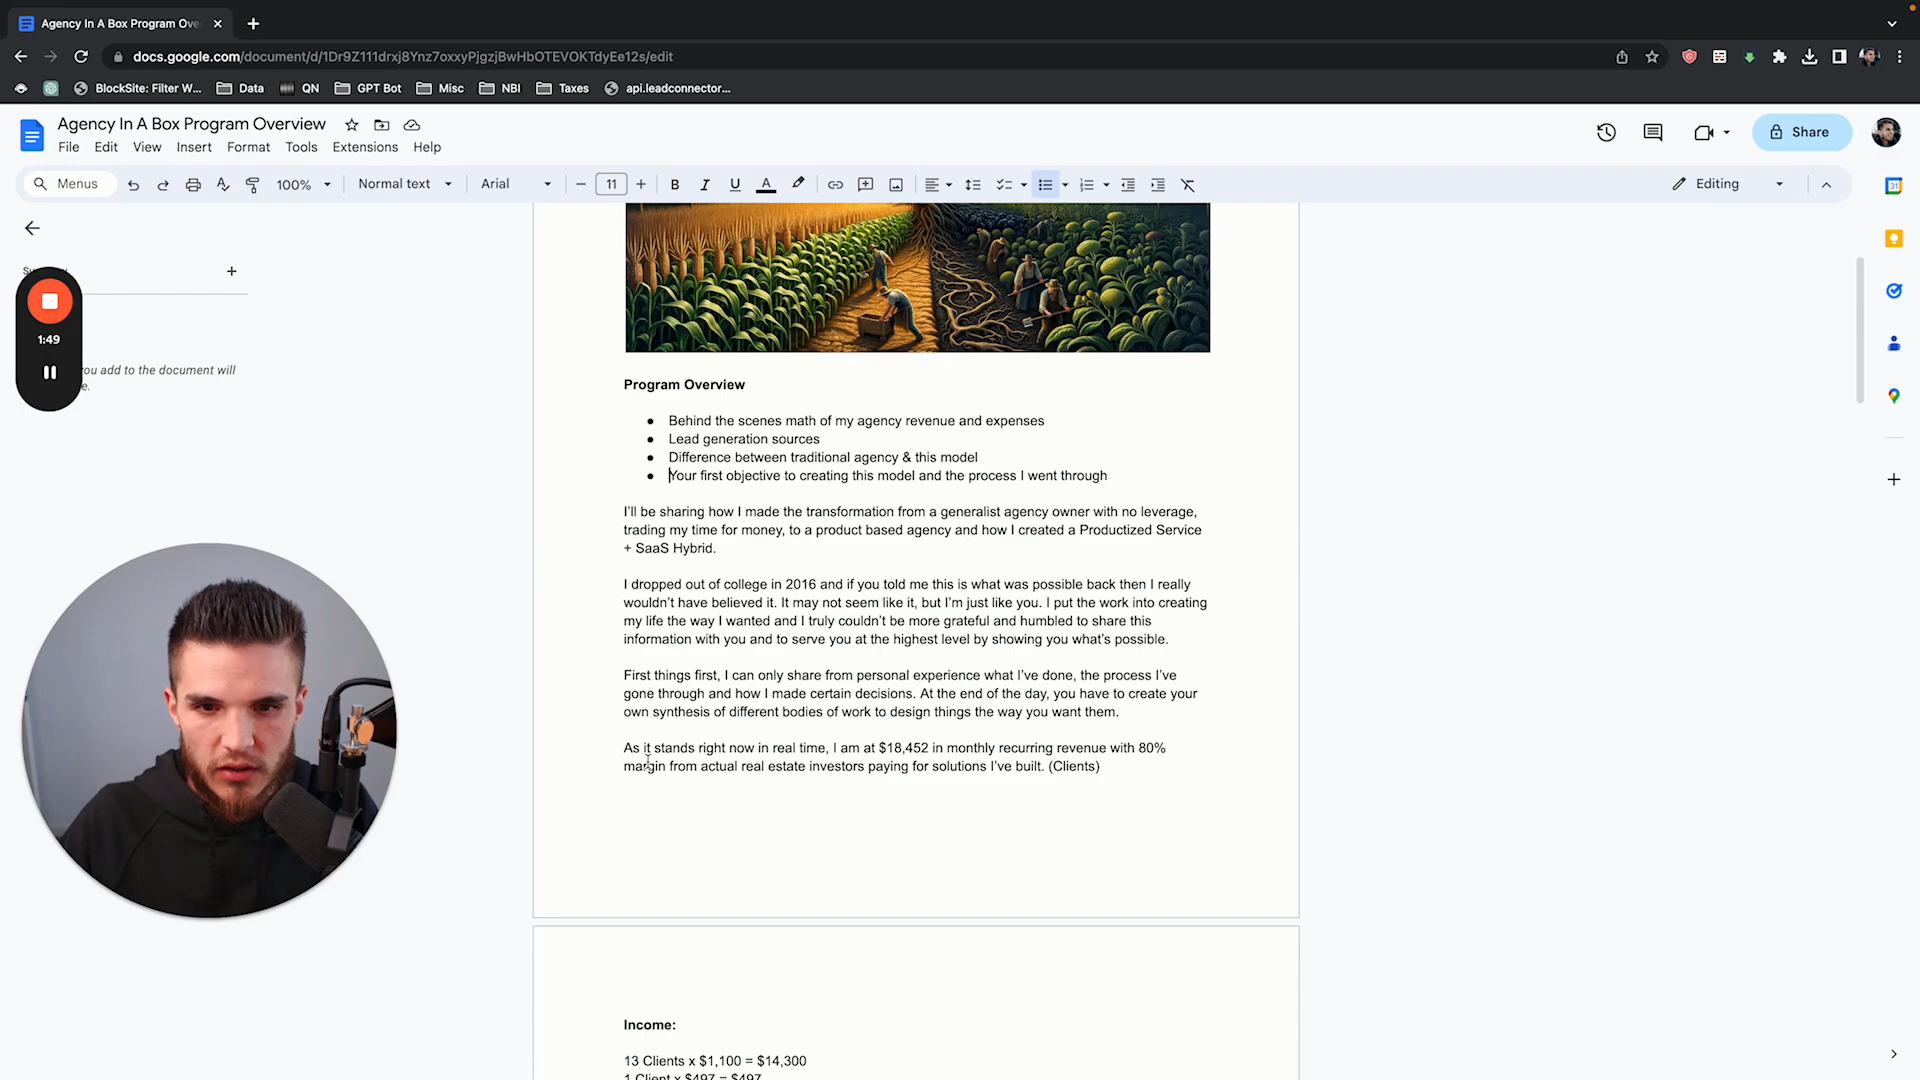 Agency In A Box Program Ove
docs.google.com/document/d/1Dr9Z111drxj8Ynz7oxxyPjgzjBwHbOTEVOKTdyEe12s/edit
BlockSite: Filter W... Data QN GPT Bot Misc NBI Taxes api.leadconnector...
Agency In A Box Program Overview
File Edit View Insert Format Tools Extensions Help
Share
Menus 100% Normal text Arial 11 Editing
31
1:49
you add to the document will
Program Overview
● Behind the scenes math of my agency revenue and expenses
● Lead generation sources
● Difference between traditional agency & this model
● Your first objective to creating this model and the process I went through
I'll be sharing how I made the transformation from a generalist agency owner with no leverage,
trading my time for money, to a product based agency and how I created a Productized Service
+ SaaS Hybrid.
I dropped out of college in 2016 and if you told me this is what was possible back then I really
wouldn't have believed it. It may not seem like it, but I'm just like you. I put the work into creating
my life the way I wanted and I truly couldn't be more grateful and humbled to share this
information with you and to serve you at the highest level by showing you what's possible.
First things first, I can only share from personal experience what I've done, the process I've
gone through and how I made certain decisions. At the end of the day, you have to create your
own synthesis of different bodies of work to design things the way you want them.
As it stands right now in real time, I am at $18,452 in monthly recurring revenue with 80%
margin from actual real estate investors paying for solutions I've built. (Clients)
Income:
13 Clients x $1,100 = $14,300
1 Client x $497 = $497